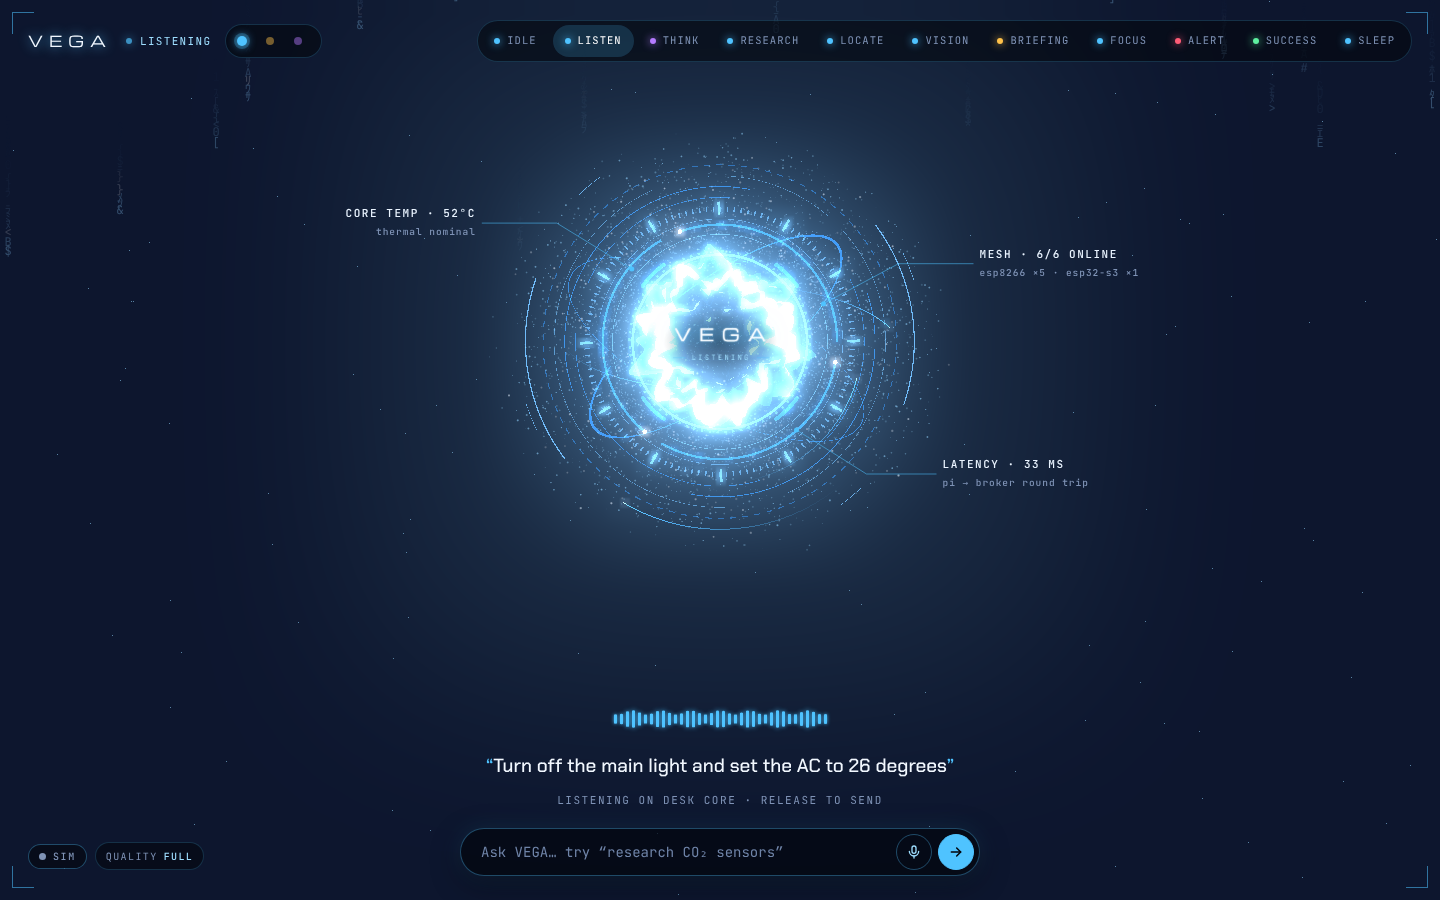 VEGA
LISTENING
IDLE
LISTEN
THINK
RESEARCH
LOCATE
VISION
BRIEFING
FOCUS
ALERT
SUCCESS
SLEEP
CORE TEMP · 52°C
thermal nominal
MESH · 6/6 ONLINE
esp8266 ×5 · esp32-s3 ×1
VEGA
LISTENING
LATENCY · 33 MS
pi → broker round trip
“Turn off the main light and set the AC to 26 degrees”
LISTENING ON DESK CORE · RELEASE TO SEND
Ask VEGA… try “research CO₂ sensors”
SIM
QUALITY FULL